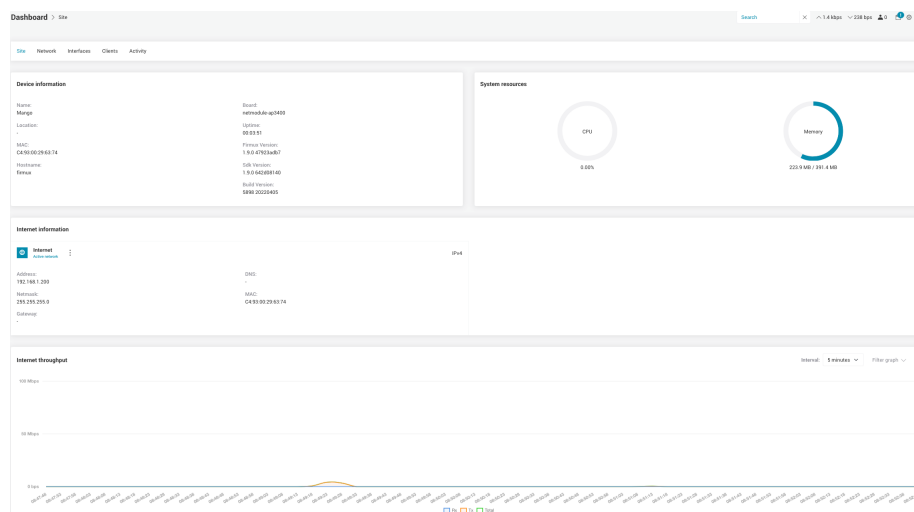 Dashboard > Site
Search × 1.4 kbps 238 bps 0 1
Site Network Interfaces Clients Activity
Device information
Name:
Mango
Location:
-
MAC:
C4:93:00:29:63:74
Hostname:
firmus
Board:
netmodule-ap3400
Uptime:
00:03:51
Firmus Version:
1.9.0 47923adb7
Sdk Version:
1.9.0 642d08140
Build Version:
5898 20220405
System resources
CPU
0.00%
Memory
223.9 MB / 391.4 MB
Internet information
Internet
Active network
IPv4
Address:
192.168.1.200
Netmask:
255.255.255.0
Gateway:
-
DNS:
-
MAC:
C4:93:00:29:63:74
Internet throughput
Interval: 5 minutes Filter graph
100 Mbps
50 Mbps
0 bps
Rx Tx Total